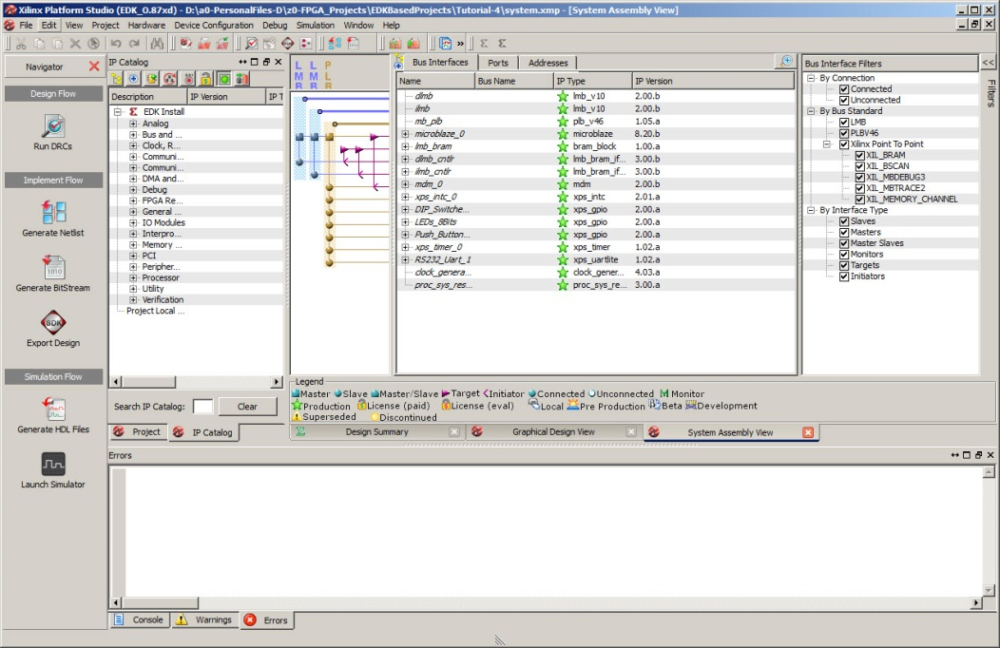 Xilinx Platform Studio (EDK_O.87xd) - D:\a0-PersonalFiles-D\z0-FPGA_Projects\EDKBasedProjects\Tutorial-4\system.xmp - [System Assembly View]
File Edit View Project Hardware Device Configuration Debug Simulation Window Help
Navigator
Design Flow
Run DRCs
Implement Flow
Generate Netlist
Generate BitStream
Export Design
Simulation Flow
Generate HDL Files
Launch Simulator
IP Catalog
Description IP Version IP T
EDK Install
Analog
Bus and ...
Clock, R...
Communi...
Communi...
DMA and...
Debug
FPGA Re...
General ...
IO Modules
Interpro...
Memory ...
PCI
Peripher...
Processor
Utility
Verification
Project Local ...
Search IP Catalog: Clear
Project IP Catalog
L L P
M M L
B B B
Bus Interfaces Ports Addresses
Name Bus Name IP Type IP Version
dlmb lmb_v10 2.00.b
ilmb lmb_v10 2.00.b
mb_plb plb_v46 1.05.a
microblaze_0 microblaze 8.20.b
lmb_bram bram_block 1.00.a
dlmb_cntlr lmb_bram_if... 3.00.b
ilmb_cntlr lmb_bram_if... 3.00.b
mdm_0 mdm 2.00.b
xps_intc_0 xps_intc 2.01.a
DIP_Switche... xps_gpio 2.00.a
LEDs_8Bits xps_gpio 2.00.a
Push_Button... xps_gpio 2.00.a
xps_timer_0 xps_timer 1.02.a
RS232_Uart_1 xps_uartlite 1.02.a
clock_genera... clock_gener... 4.03.a
proc_sys_res... proc_sys_re... 3.00.a
Bus Interface Filters
<<
Filters
By Connection
Connected
Unconnected
By Bus Standard
LMB
PLBV46
Xilinx Point To Point
XIL_BRAM
XIL_BSCAN
XIL_MBDEBUG3
XIL_MBTRACE2
XIL_MEMORY_CHANNEL
By Interface Type
Slaves
Masters
Master Slaves
Monitors
Targets
Initiators
Legend
Master Slave Master/Slave Target Initiator Connected Unconnected M Monitor
Production License (paid) License (eval) Local Pre Production Beta Development
Superseded Discontinued
Design Summary Graphical Design View System Assembly View
Errors
Console Warnings Errors